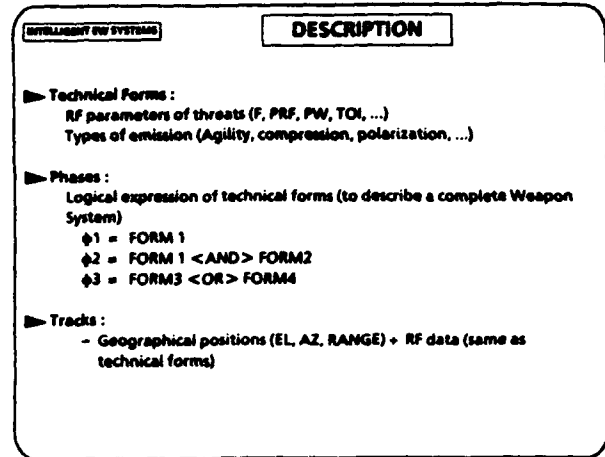 INTELLIGENT EW SYSTEMS
DESCRIPTION
Technical Forms :
RF parameters of threats (F, PRF, PW, TOI, ...)
Types of emission (Agility, compression, polarization, ...)
Phases :
Logical expression of technical forms (to describe a complete Weapon
System)
ϕ1 = FORM 1
ϕ2 = FORM 1 <AND> FORM2
ϕ3 = FORM3 <OR> FORM4
Tracks :
- Geographical positions (EL, AZ, RANGE) + RF data (same as
technical forms)